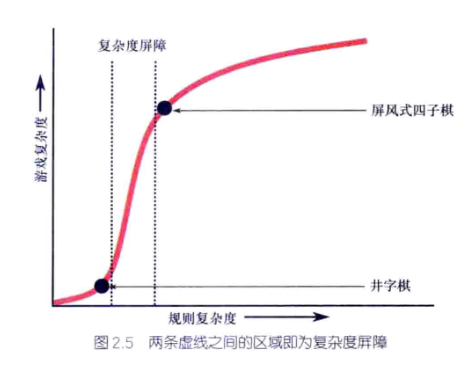 复杂度屏障
屏风式四子棋
游戏复杂度
井字棋
规则复杂度
图 2.5 两条虚线之间的区域即为复杂度屏障